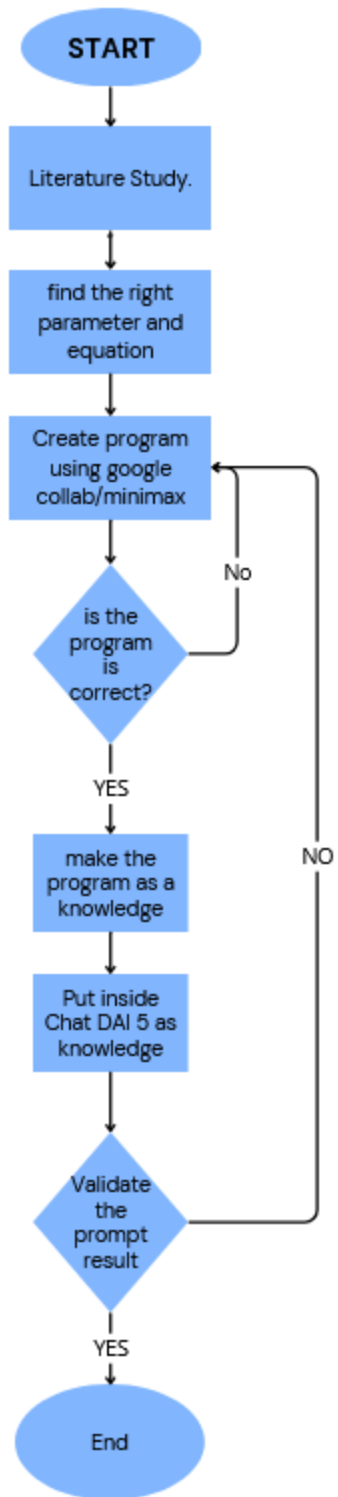 START
Literature Study.
find the right
parameter and
equation
Create program
using google
collab/minimax
No
is the
program
is
correct?
YES
make the
program as a
knowledge
NO
Put inside
Chat DAI 5 as
knowledge
Validate
the
prompt
result
YES
End